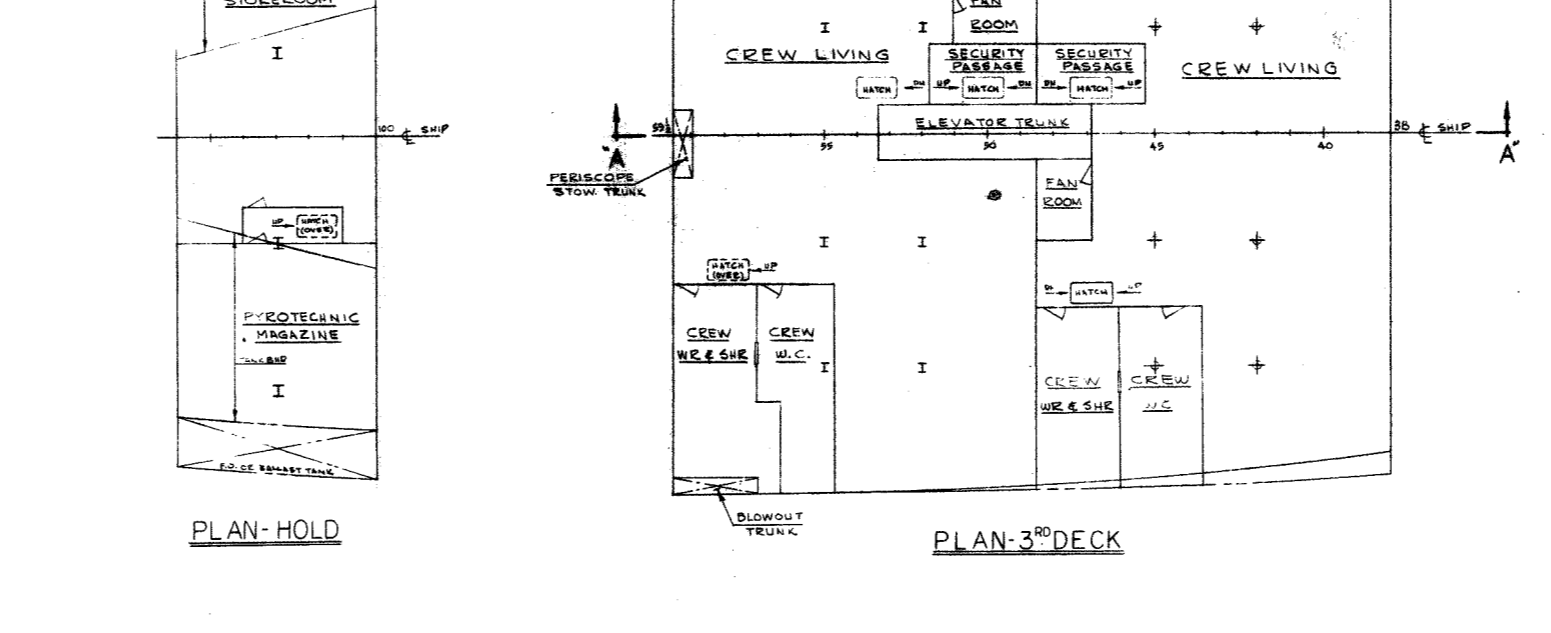 STOREROOM
100 ℄ SHIP
UP
HATCH
(OVER)
PYROTECHNIC
MAGAZINE
TANK BHD
F.O. OR BALLAST TANK
PLAN-HOLD
FAN
ROOM
CREW LIVING
SECURITY
PASSAGE
SECURITY
PASSAGE
CREW LIVING
HATCH DN UP HATCH DN DN HATCH UP
ELEVATOR TRUNK
"A
59½
55 50 45 40
38 ℄ SHIP
A"
PERISCOPE
STOW. TRUNK
FAN
ROOM
HATCH
(OVER)
UP
DN HATCH UP
CREW
WR & SHR
CREW
W.C.
CREW
WR & SHR
CREW
WC
BLOWOUT
TRUNK
PLAN-3RD DECK